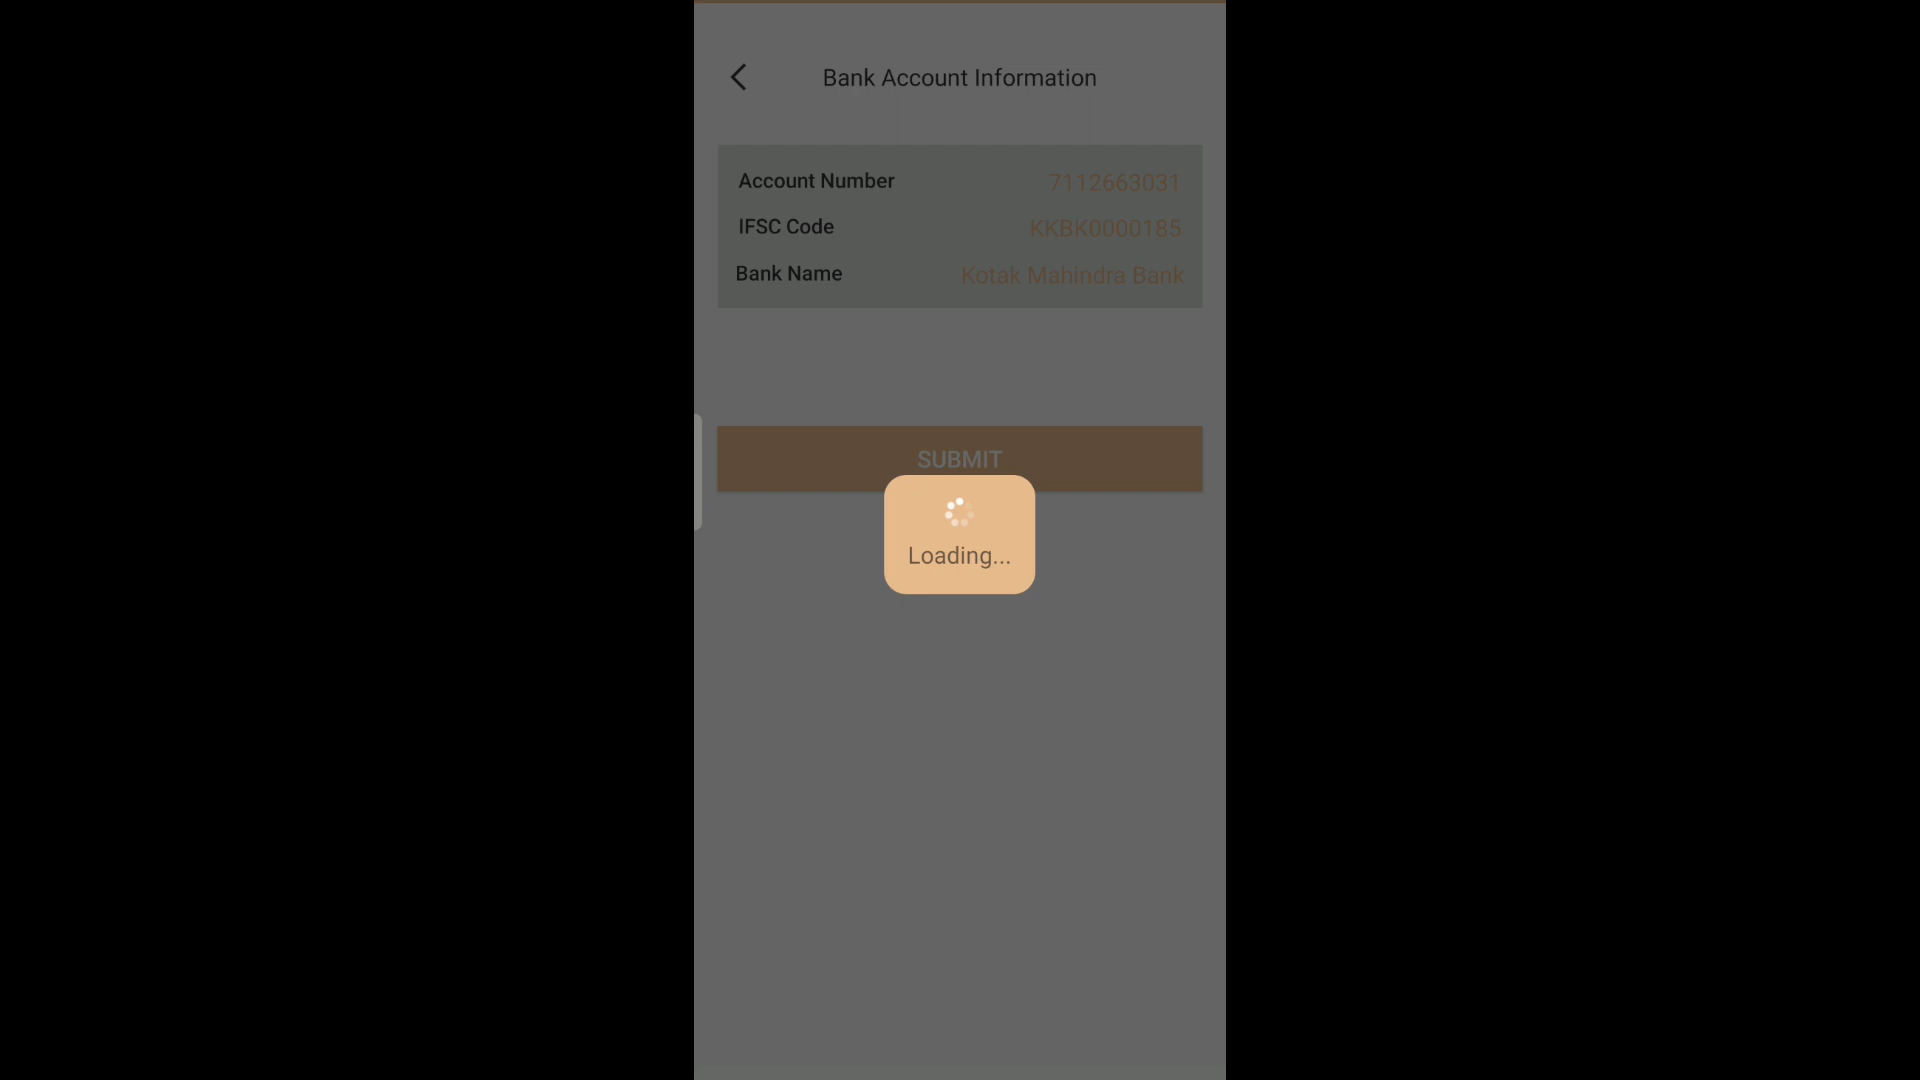 Bank Account Information
Account Number 7112663031
IFSC Code KKBK0000185
Bank Name Kotak Mahindra Bank
SUBMIT
Loading...